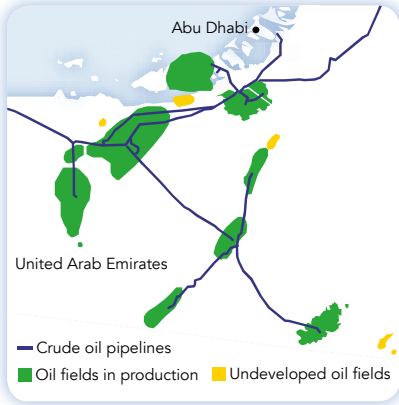 Abu Dhabi
United Arab Emirates
Crude oil pipelines
Oil fields in production
Undeveloped oil fields